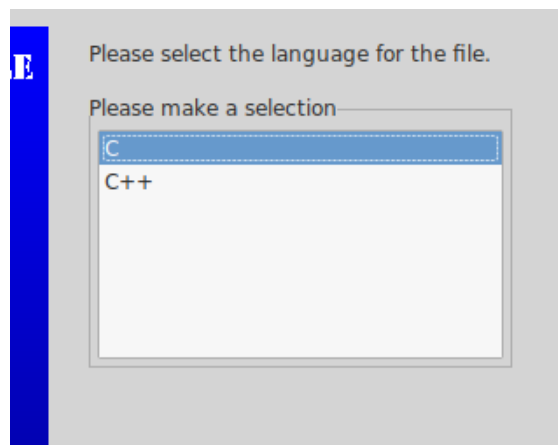 E
Please select the language for the file.
Please make a selection
C
C++